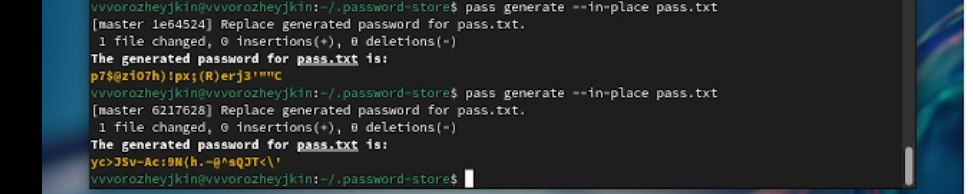 vvvorozheyjkin@vvvorozheyjkin:~/.password-store$ pass generate --in-place pass.txt
[master 1e64524] Replace generated password for pass.txt.
1 file changed, 0 insertions(+), 0 deletions(-)
The generated password for pass.txt is:
p7$@ziO7h)!px;(R)erj3'""C
vvvorozheyjkin@vvvorozheyjkin:~/.password-store$ pass generate --in-place pass.txt
[master 6217628] Replace generated password for pass.txt.
1 file changed, 0 insertions(+), 0 deletions(-)
The generated password for pass.txt is:
yc>JSv~Ac:9N(h.~@^sQJT<\'
vvvorozheyjkin@vvvorozheyjkin:~/.password-store$